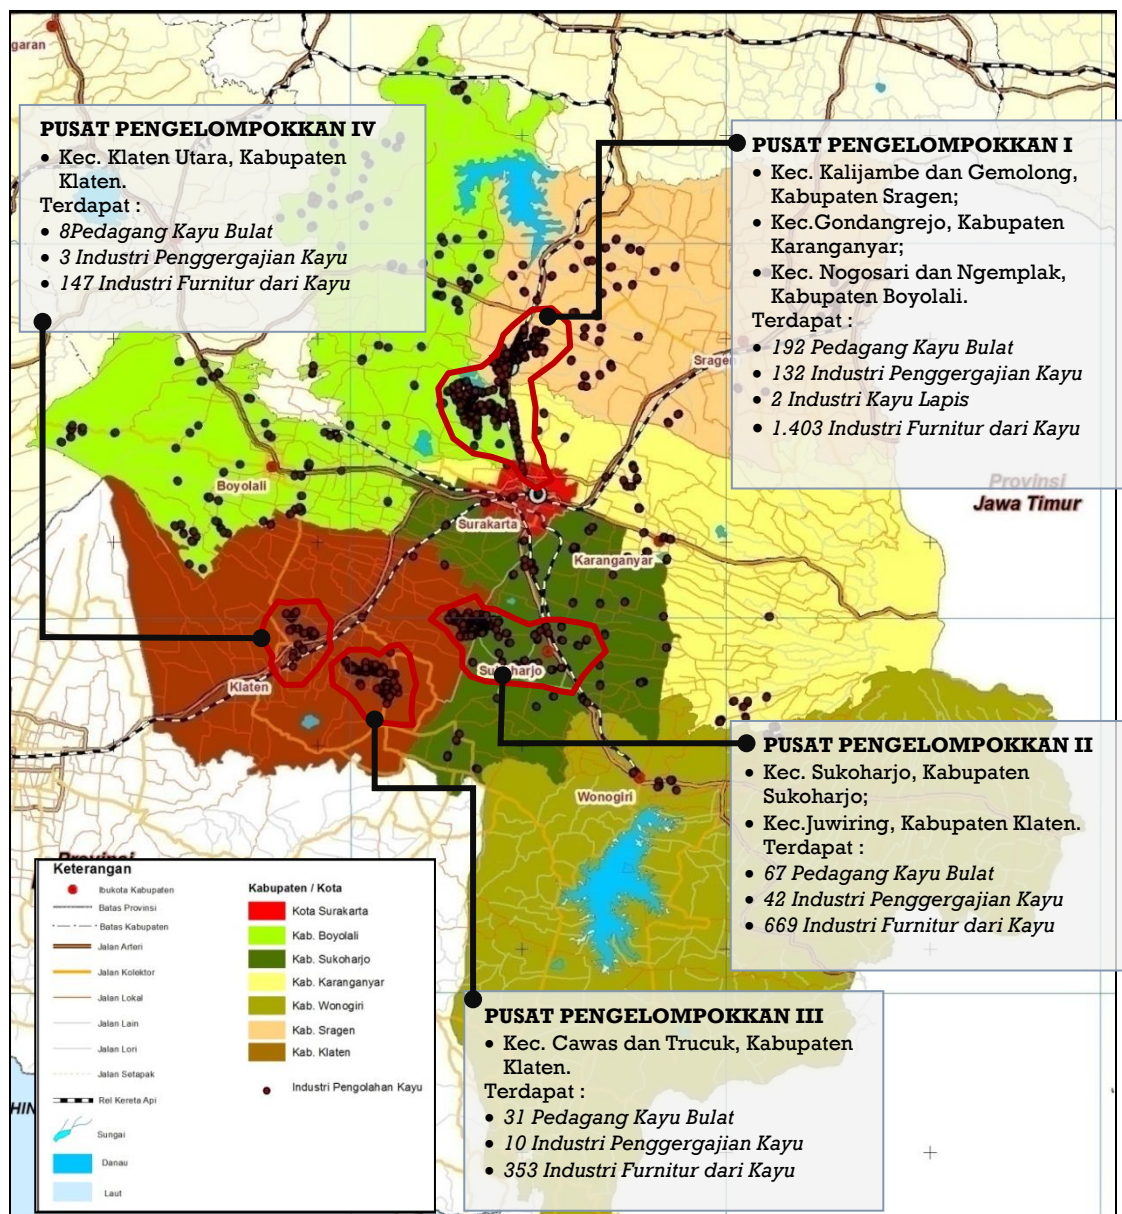 garan
PUSAT PENGELOMPOKKAN IV
• Kec. Klaten Utara, Kabupaten
Klaten.
Terdapat :
• 8Pedagang Kayu Bulat
• 3 Industri Penggergajian Kayu
• 147 Industri Furnitur dari Kayu
PUSAT PENGELOMPOKKAN I
• Kec. Kalijambe dan Gemolong,
Kabupaten Sragen;
• Kec.Gondangrejo, Kabupaten
Karanganyar;
• Kec. Nogosari dan Ngemplak,
Kabupaten Boyolali.
Terdapat :
• 192 Pedagang Kayu Bulat
• 132 Industri Penggergajian Kayu
• 2 Industri Kayu Lapis
• 1.403 Industri Furnitur dari Kayu
Sragen
Boyolali
Surakarta
Karanganyar
Provinsi
Jawa Timur
Klaten
Sukoharjo
Wonogiri
PUSAT PENGELOMPOKKAN II
• Kec. Sukoharjo, Kabupaten
Sukoharjo;
• Kec.Juwiring, Kabupaten Klaten.
Terdapat :
• 67 Pedagang Kayu Bulat
• 42 Industri Penggergajian Kayu
• 669 Industri Furnitur dari Kayu
PUSAT PENGELOMPOKKAN III
• Kec. Cawas dan Trucuk, Kabupaten
Klaten.
Terdapat :
• 31 Pedagang Kayu Bulat
• 10 Industri Penggergajian Kayu
• 353 Industri Furnitur dari Kayu
Provinsi
HIN
Keterangan
Ibukota Kabupaten
Batas Provinsi
Batas Kabupaten
Jalan Arteri
Jalan Kolektor
Jalan Lokal
Jalan Lain
Jalan Lori
Jalan Setapak
Rel Kereta Api
Sungai
Danau
Laut
Kabupaten / Kota
Kota Surakarta
Kab. Boyolali
Kab. Sukoharjo
Kab. Karanganyar
Kab. Wonogiri
Kab. Sragen
Kab. Klaten
Industri Pengolahan Kayu